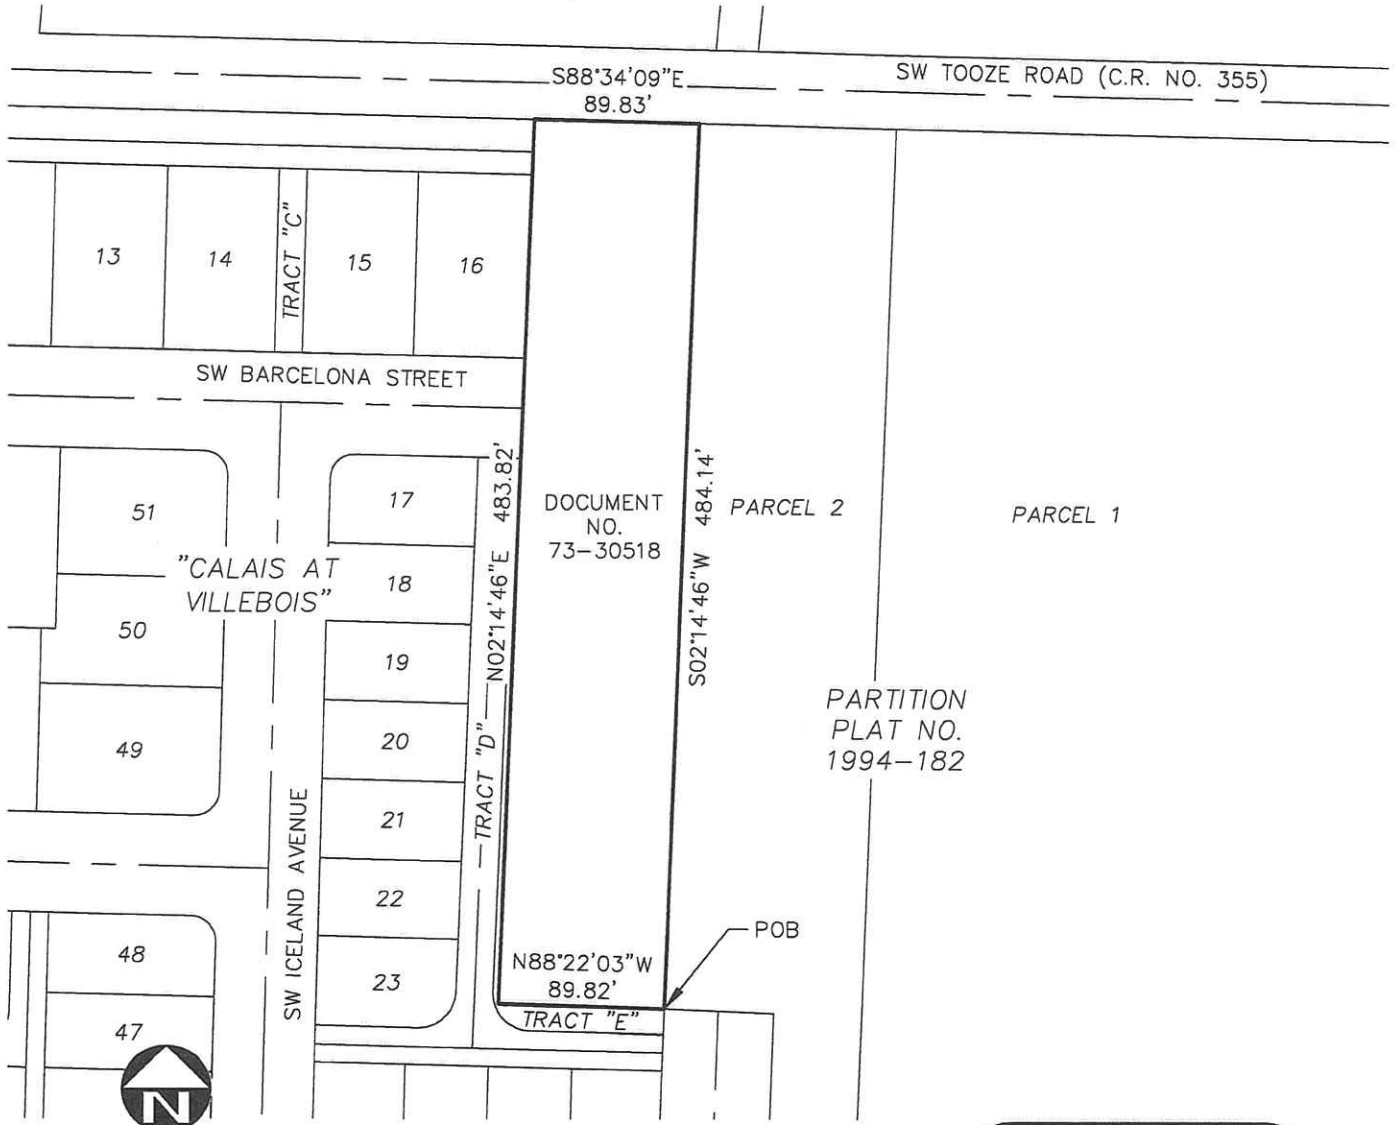 S88°34'09"E
89.83'
SW TOOZE ROAD (C.R. NO. 355)
13
14
TRACT "C"
15
16
SW BARCELONA STREET
51
"CALAIS AT
VILLEBOIS"
50
49
17
18
19
20
21
22
23
N02°14'46"E 483.82'
DOCUMENT
NO.
73-30518
S02°14'46"W 484.14'
PARCEL 2
PARCEL 1
PARTITION
PLAT NO.
1994-182
TRACT "D"
SW ICELAND AVENUE
48
47
N88°22'03"W
89.82'
POB
TRACT "E"
N